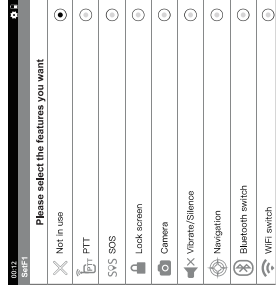 00:12
SetF1
Please select the features you want
Not in use
PTT PTT
SOS SOS
Lock screen
Camera
Vibrate/Silence
Navigation
Bluetooth switch
WiFi switch